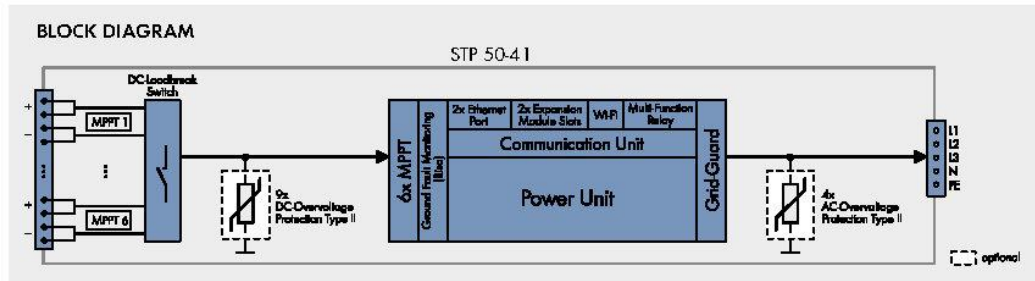 BLOCK DIAGRAM
STP 50-41
DC-Loadbreak
Switch
+
MPPT 1
−
...
...
+
MPPT 6
−
9x
DC-Overvoltage
Protection Type II
6x MPPT
Ground Fault Monitoring
(Riso)
2x Ethernet
Port
2x Expansion
Module Slots
Wi-Fi
Multi-Function
Relay
Communication Unit
Power Unit
Grid-Guard
4x
AC-Overvoltage
Protection Type II
L1
L2
L3
N
PE
optional